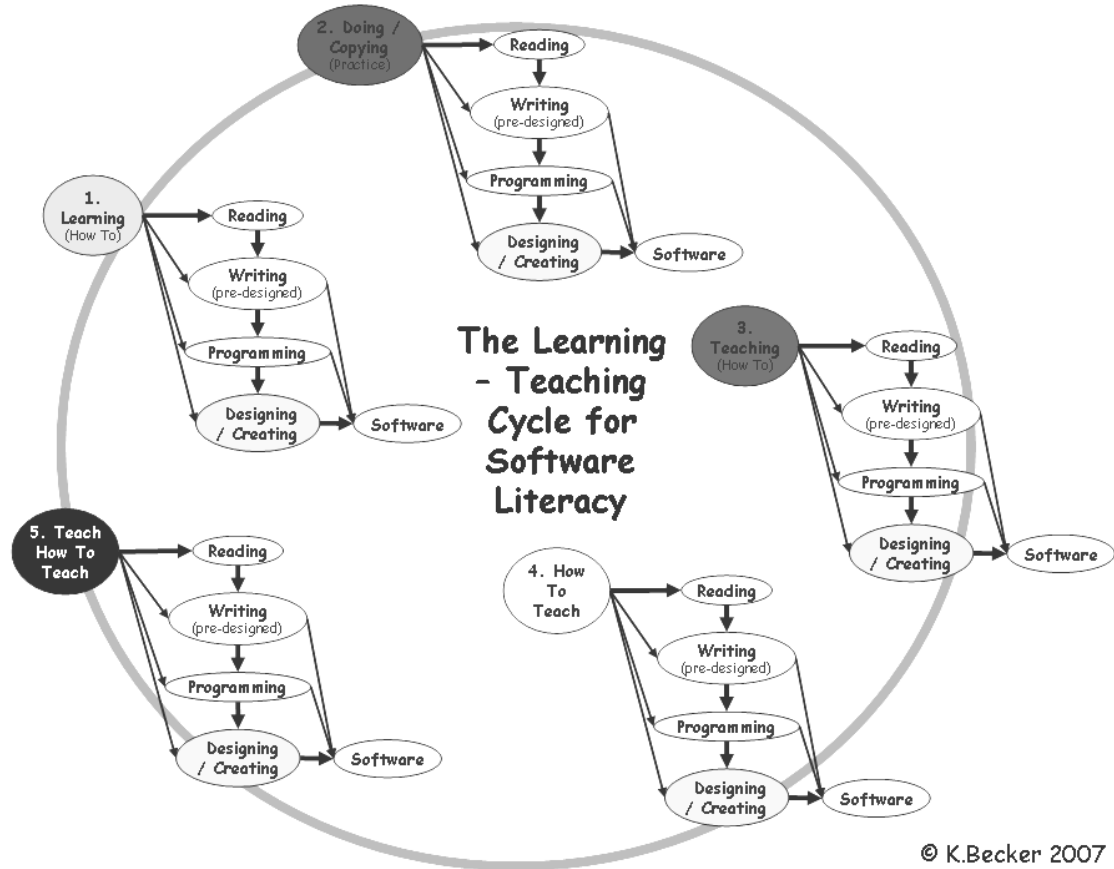 2. Doing /
Copying
(Practice)
Reading
Writing
(pre-designed)
Programming
Designing
/ Creating
Software
1.
Learning
(How To)
Reading
Writing
(pre-designed)
Programming
Designing
/ Creating
Software
The Learning
- Teaching
Cycle for
Software
Literacy
3.
Teaching
(How To)
Reading
Writing
(pre-designed)
Programming
Designing
/ Creating
Software
5. Teach
How To
Teach
Reading
Writing
(pre-designed)
Programming
Designing
/ Creating
Software
4. How
To
Teach
Reading
Writing
(pre-designed)
Programming
Designing
/ Creating
Software
© K.Becker 2007